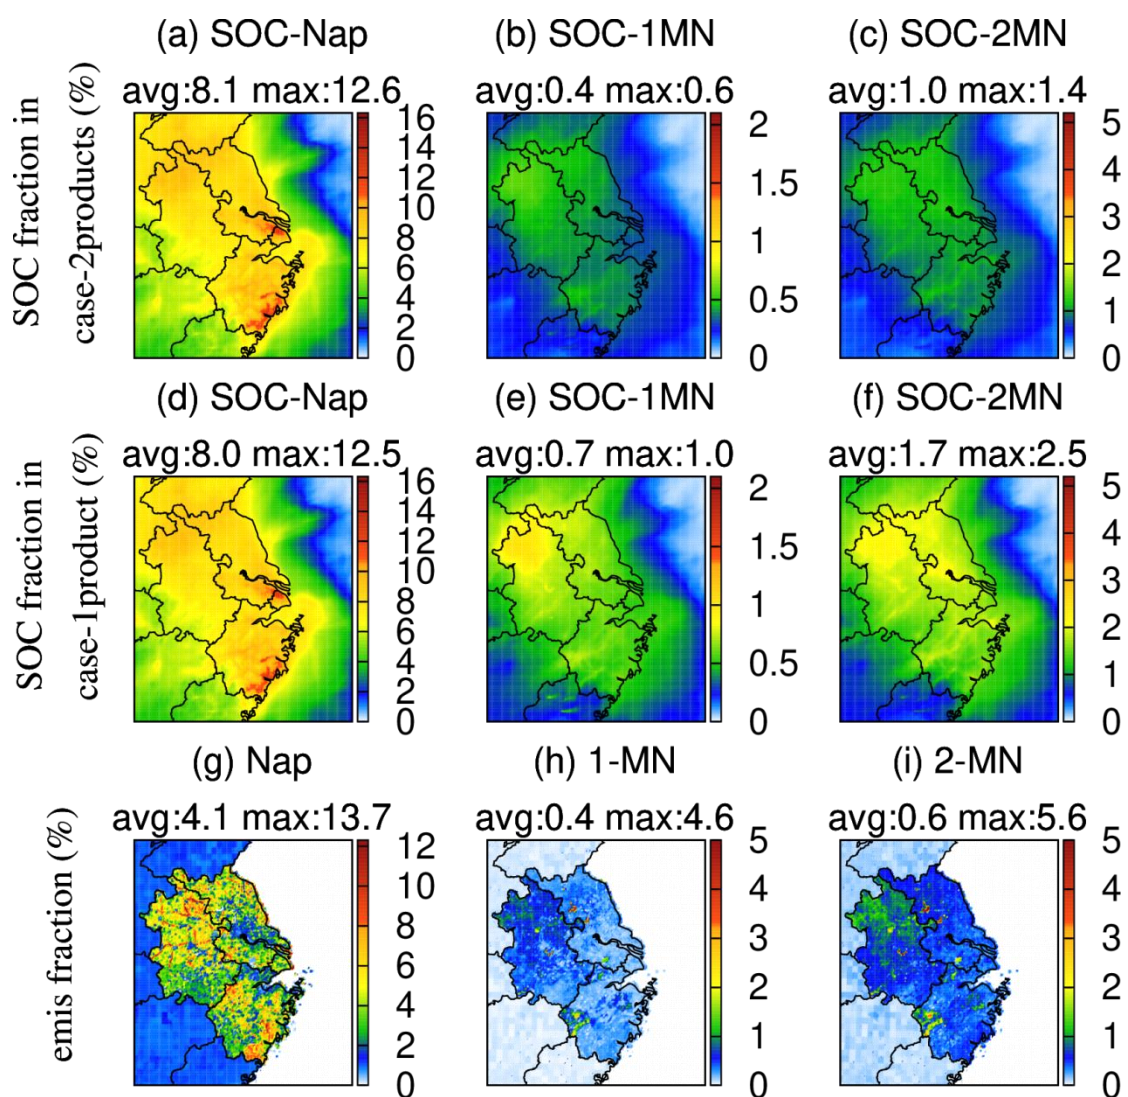 (a) SOC-Nap
(b) SOC-1MN
(c) SOC-2MN
SOC fraction in
case-2products (%)
avg:8.1 max:12.6
avg:0.4 max:0.6
avg:1.0 max:1.4
16
14
12
10
8
6
4
2
0
2
1.5
1
0.5
0
5
4
3
2
1
0
(d) SOC-Nap
(e) SOC-1MN
(f) SOC-2MN
SOC fraction in
case-1product (%)
avg:8.0 max:12.5
avg:0.7 max:1.0
avg:1.7 max:2.5
16
14
12
10
8
6
4
2
0
2
1.5
1
0.5
0
5
4
3
2
1
0
(g) Nap
(h) 1-MN
(i) 2-MN
emis fraction (%)
avg:4.1 max:13.7
avg:0.4 max:4.6
avg:0.6 max:5.6
12
10
8
6
4
2
0
5
4
3
2
1
0
5
4
3
2
1
0